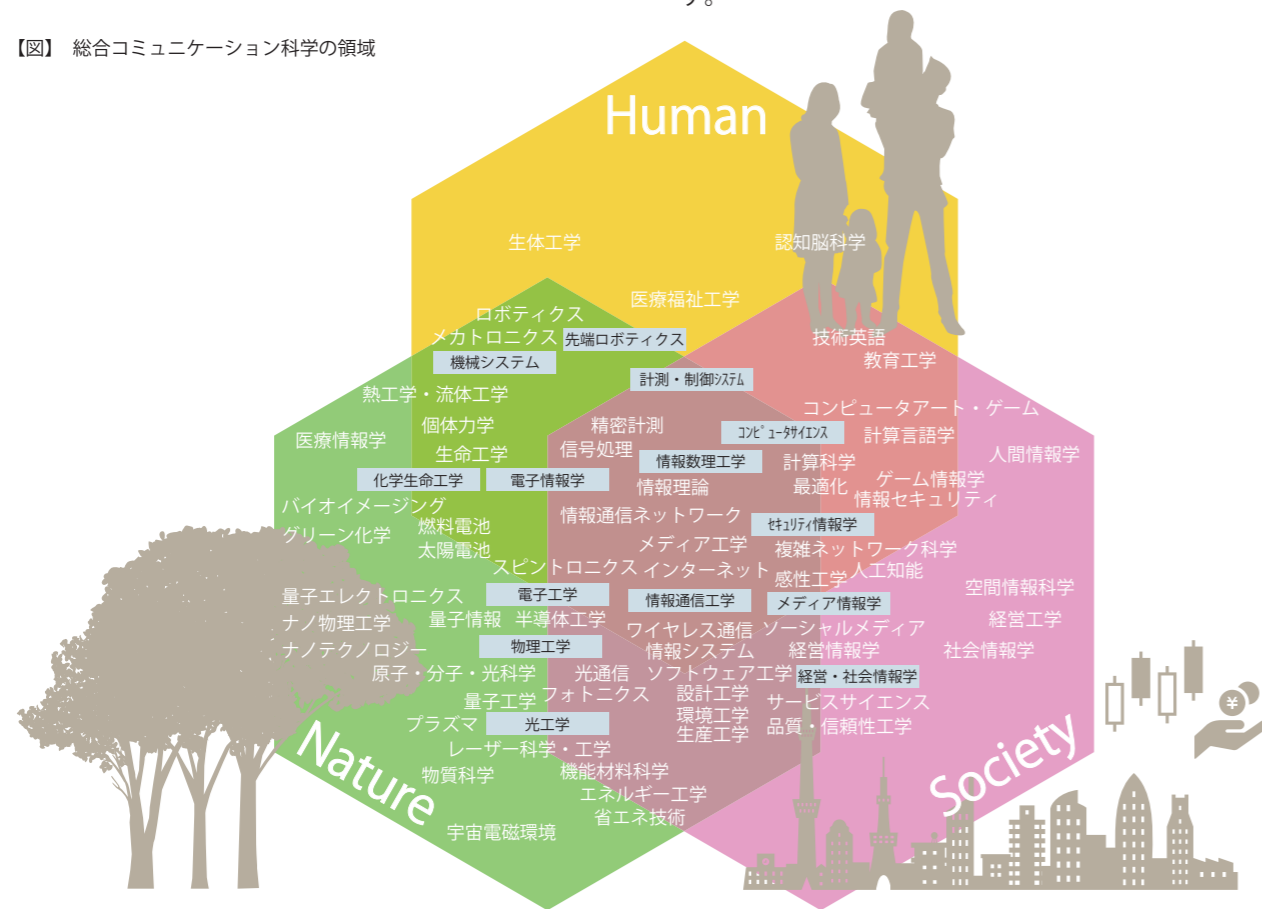 す。
【図】 総合コミュニケーション科学の領域
Human
生体工学
認知脳科学
医療福祉工学
ロボティクス
メカトロニクス
先端ロボティクス
技術英語
機械システム
教育工学
計測・制御システム
熱工学・流体工学
コンピュータアート・ゲーム
個体力学
精密計測
コンピュータサイエンス
計算言語学
医療情報学
信号処理
生命工学
情報数理工学
計算科学
人間情報学
化学生命工学
電子情報学
情報理論
最適化
ゲーム情報学
情報セキュリティ
バイオイメージング
情報通信ネットワーク
セキュリティ情報学
グリーン化学
燃料電池
太陽電池
メディア工学
複雑ネットワーク科学
スピントロニクス
インターネット
感性工学
人工知能
空間情報科学
量子エレクトロニクス
電子工学
情報通信工学
メディア情報学
ナノ物理工学
量子情報
半導体工学
ワイヤレス通信
ソーシャルメディア
経営工学
ナノテクノロジー
物理工学
情報システム
経営情報学
社会情報学
原子・分子・光科学
光通信
ソフトウェア工学
経営・社会情報学
量子工学
フォトニクス
設計工学
サービスサイエンス
プラズマ
光工学
環境工学
生産工学
品質・信頼性工学
レーザー科学・工学
物質科学
機能材料科学
エネルギー工学
省エネ技術
宇宙電磁環境
Nature
Society
¥